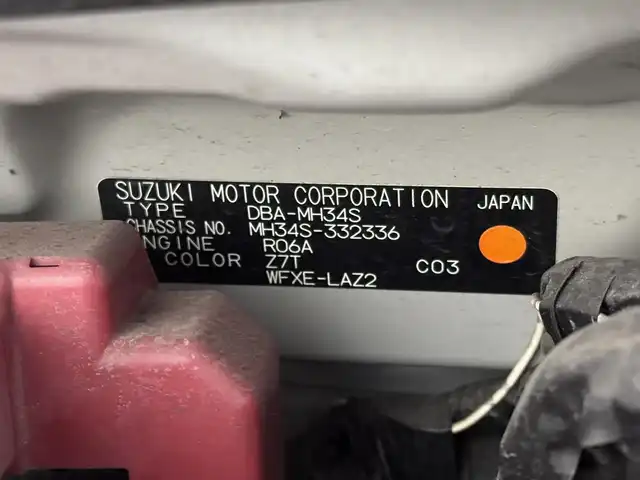 SUZUKI MOTOR CORPORATION JAPAN
TYPE DBA-MH34S
CHASSIS NO. MH34S-332336
ENGINE R06A
COLOR Z7T C03
WFXE-LAZ2